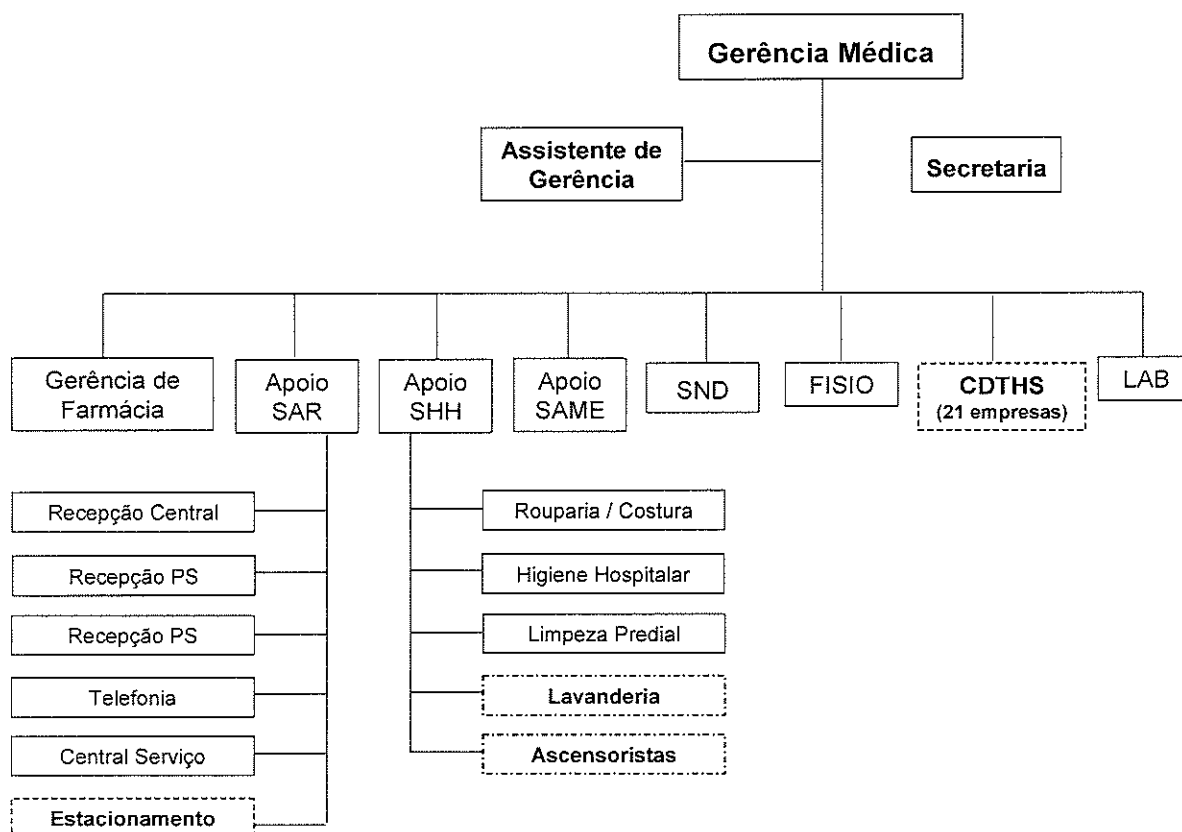 Gerência Médica
Assistente de
Gerência
Secretaria
Gerência de
Farmácia
Apoio
SAR
Apoio
SHH
Apoio
SAME
SND
FISIO
CDTHS
(21 empresas)
LAB
Recepção Central
Recepção PS
Recepção PS
Telefonia
Central Serviço
Estacionamento
Rouparia / Costura
Higiene Hospitalar
Limpeza Predial
Lavanderia
Ascensoristas